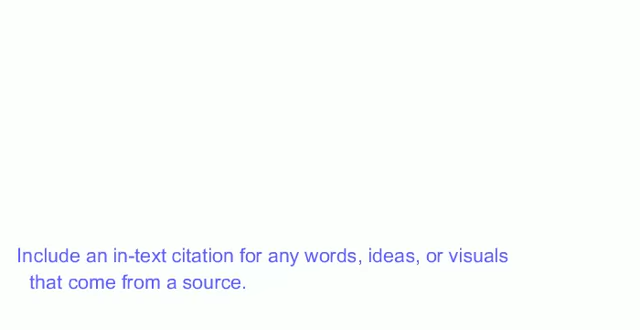 Include an in-text citation for any words, ideas, or visuals
that come from a source.